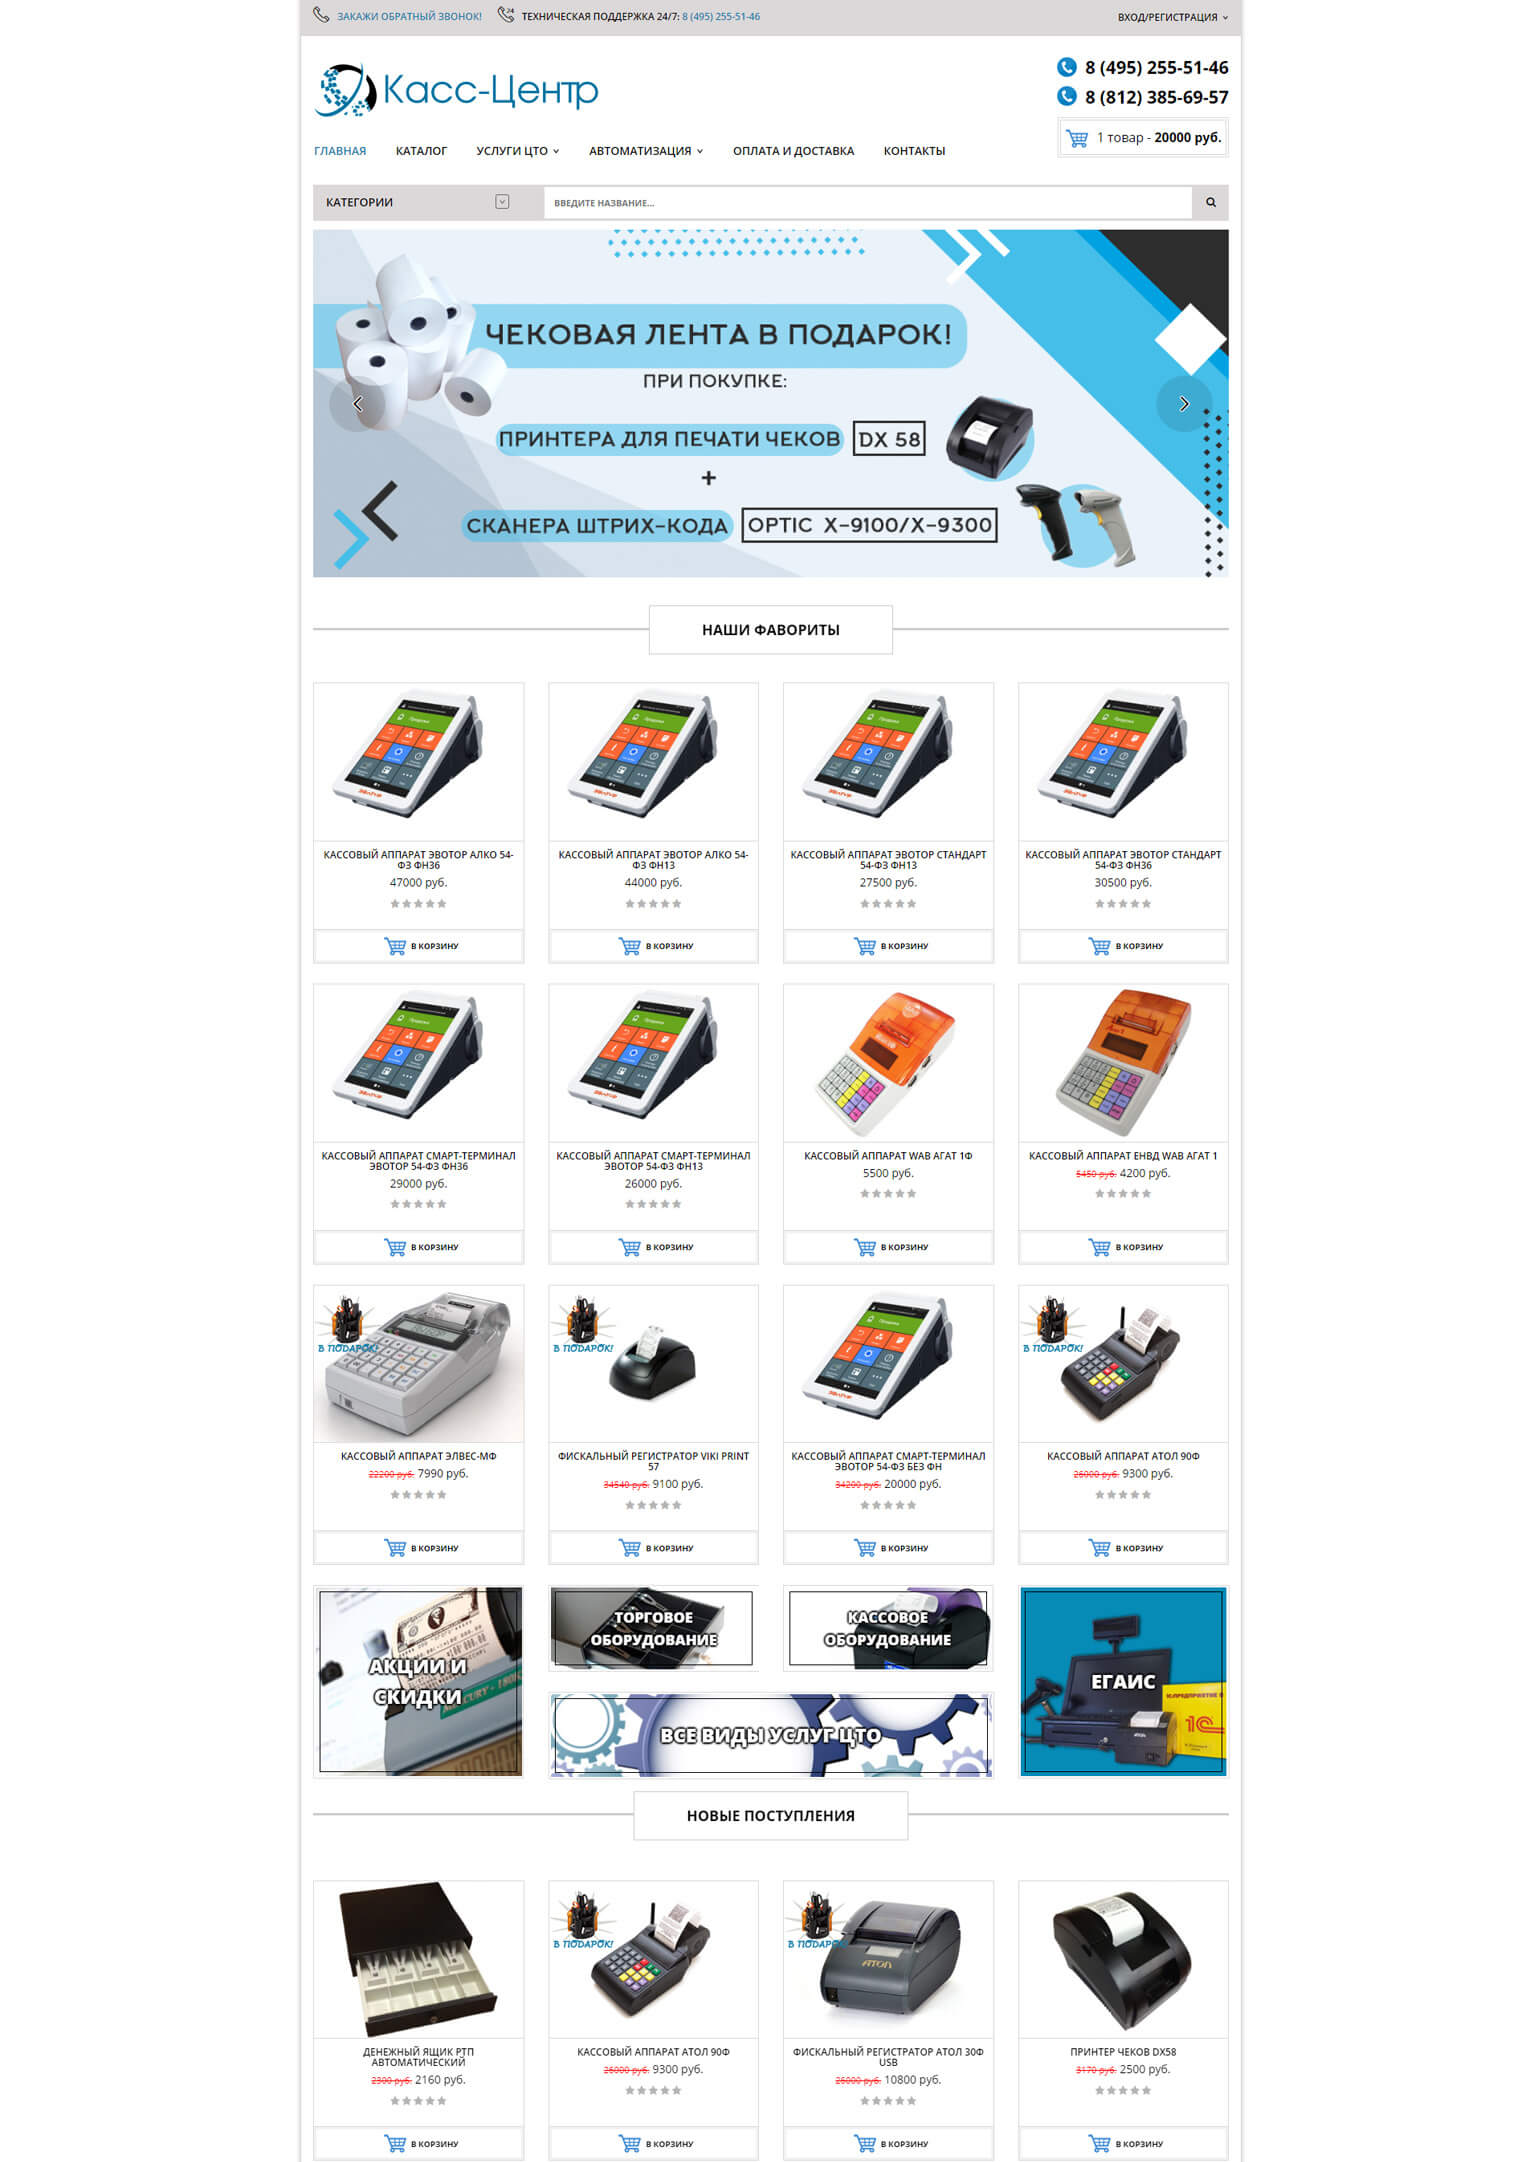 ЗАКАЖИ ОБРАТНЫЙ ЗВОНОК!
24
ТЕХНИЧЕСКАЯ ПОДДЕРЖКА 24/7: 8 (495) 255-51-46
ВХОД/РЕГИСТРАЦИЯ
Касс-Центр
8 (495) 255-51-46
8 (812) 385-69-57
1 товар - 20000 руб.
ГЛАВНАЯ КАТАЛОГ УСЛУГИ ЦТО АВТОМАТИЗАЦИЯ ОПЛАТА И ДОСТАВКА КОНТАКТЫ
КАТЕГОРИИ
ВВЕДИТЕ НАЗВАНИЕ...
ЧЕКОВАЯ ЛЕНТА В ПОДАРОК!
ПРИ ПОКУПКЕ:
ПРИНТЕРА ДЛЯ ПЕЧАТИ ЧЕКОВ DX 58
+
СКАНЕРА ШТРИХ-КОДА OPTIC X-9100/X-9300
НАШИ ФАВОРИТЫ
КАССОВЫЙ АППАРАТ ЭВОТОР АЛКО 54-
ФЗ ФН36
47000 руб.
В КОРЗИНУ
КАССОВЫЙ АППАРАТ ЭВОТОР АЛКО 54-
ФЗ ФН13
44000 руб.
В КОРЗИНУ
КАССОВЫЙ АППАРАТ ЭВОТОР СТАНДАРТ
54-ФЗ ФН13
27500 руб.
В КОРЗИНУ
КАССОВЫЙ АППАРАТ ЭВОТОР СТАНДАРТ
54-ФЗ ФН36
30500 руб.
В КОРЗИНУ
КАССОВЫЙ АППАРАТ СМАРТ-ТЕРМИНАЛ
ЭВОТОР 54-ФЗ ФН36
29000 руб.
В КОРЗИНУ
КАССОВЫЙ АППАРАТ СМАРТ-ТЕРМИНАЛ
ЭВОТОР 54-ФЗ ФН13
26000 руб.
В КОРЗИНУ
КАССОВЫЙ АППАРАТ WAB АГАТ 1Ф
5500 руб.
В КОРЗИНУ
КАССОВЫЙ АППАРАТ ЕНВД WAB АГАТ 1
5450 руб. 4200 руб.
В КОРЗИНУ
В ПОДАРОК!
КАССОВЫЙ АППАРАТ ЭЛВЕС-МФ
22200 руб. 7990 руб.
В КОРЗИНУ
В ПОДАРОК!
ФИСКАЛЬНЫЙ РЕГИСТРАТОР VIKI PRINT
57
34540 руб. 9100 руб.
В КОРЗИНУ
КАССОВЫЙ АППАРАТ СМАРТ-ТЕРМИНАЛ
ЭВОТОР 54-ФЗ БЕЗ ФН
34200 руб. 20000 руб.
В КОРЗИНУ
В ПОДАРОК!
КАССОВЫЙ АППАРАТ АТОЛ 90Ф
26000 руб. 9300 руб.
В КОРЗИНУ
АКЦИИ И
СКИДКИ
ТОРГОВОЕ
ОБОРУДОВАНИЕ
КАССОВОЕ
ОБОРУДОВАНИЕ
ВСЕ ВИДЫ УСЛУГ ЦТО
ЕГАИС
1С
НОВЫЕ ПОСТУПЛЕНИЯ
ДЕНЕЖНЫЙ ЯЩИК РТП
АВТОМАТИЧЕСКИЙ
2300 руб. 2160 руб.
В КОРЗИНУ
В ПОДАРОК!
КАССОВЫЙ АППАРАТ АТОЛ 90Ф
26000 руб. 9300 руб.
В КОРЗИНУ
В ПОДАРОК!
АТОЛ
ФИСКАЛЬНЫЙ РЕГИСТРАТОР АТОЛ 30Ф
USB
26000 руб. 10800 руб.
В КОРЗИНУ
ПРИНТЕР ЧЕКОВ DX58
3170 руб. 2500 руб.
В КОРЗИНУ